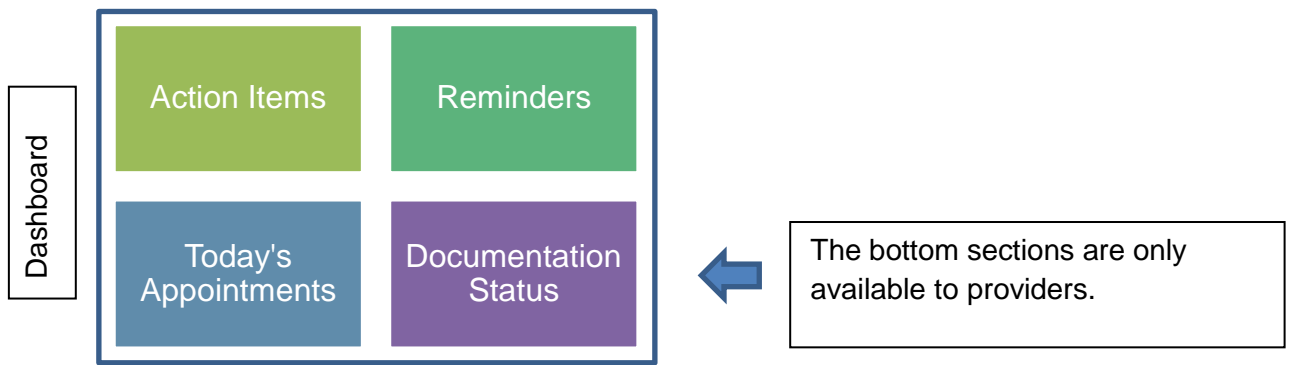 Dashboard
Action Items
Reminders
Today's
Appointments
Documentation
Status
The bottom sections are only
available to providers.